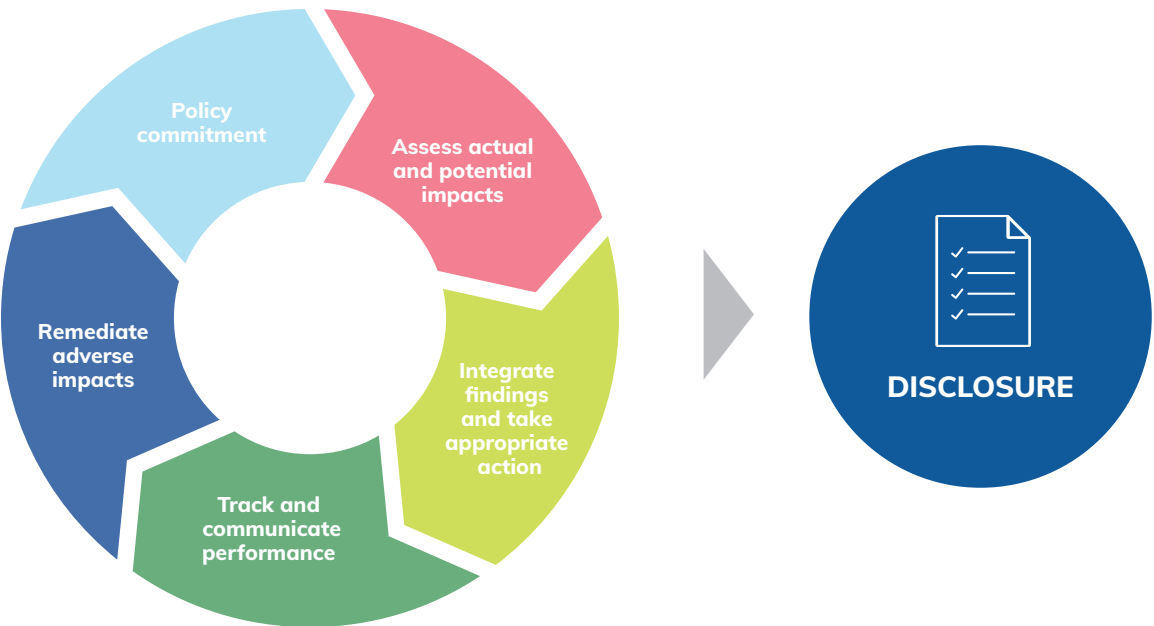 Policy
commitment
Assess actual
and potential
impacts
Integrate
findings
and take
appropriate
action
Track and
communicate
performance
Remediate
adverse
impacts
DISCLOSURE